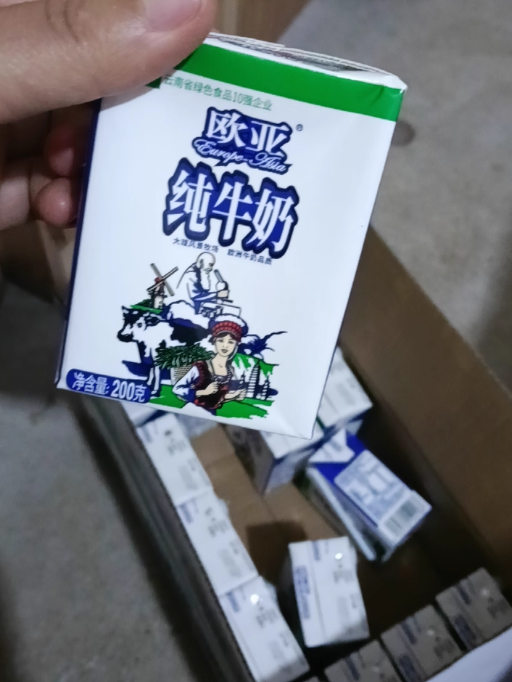 云南省绿色食品10强企业
欧亚®
Europe-Asia
纯牛奶
大理风景牧场 欧洲牛奶品质
净含量: 200克